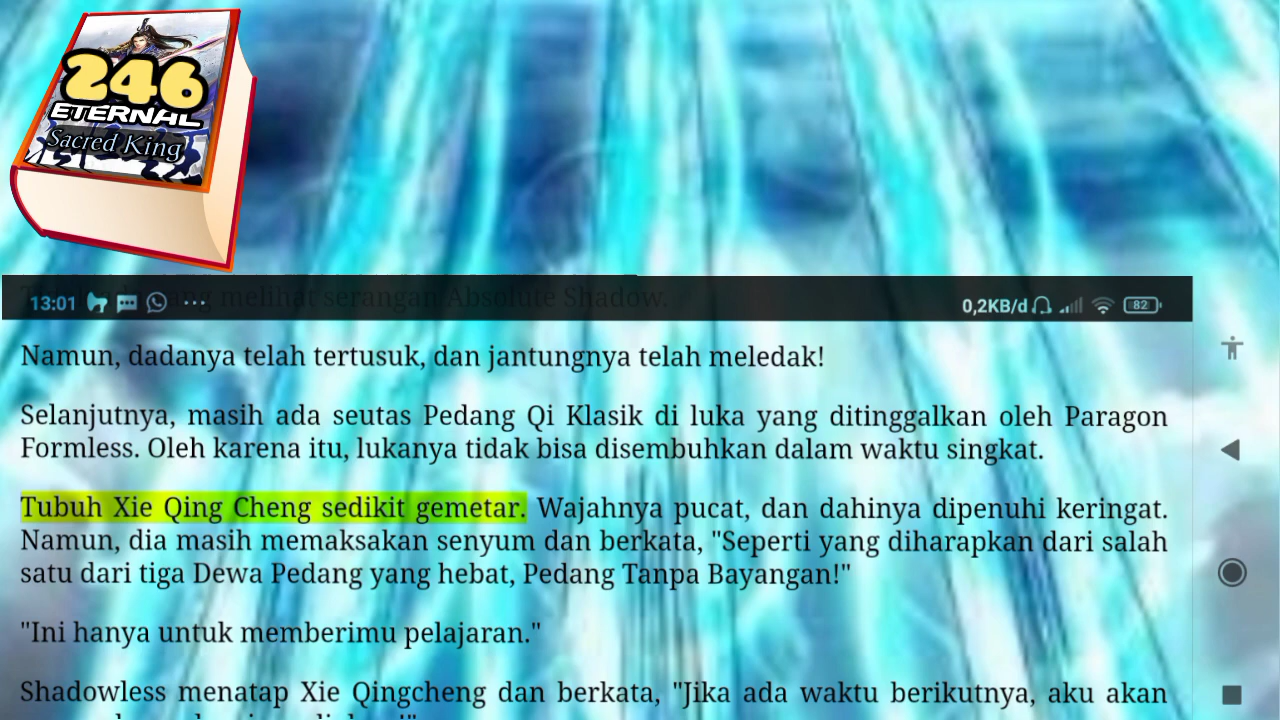 246
ETERNAL
Sacred King
melihat serangan Absolute Shadow.
13:01
...
0,2KB/d
82
Namun, dadanya telah tertusuk, dan jantungnya telah meledak!
Selanjutnya, masih ada seutas Pedang Qi Klasik di luka yang ditinggalkan oleh Paragon
Formless. Oleh karena itu, lukanya tidak bisa disembuhkan dalam waktu singkat.
Tubuh Xie Qing Cheng sedikit gemetar. Wajahnya pucat, dan dahinya dipenuhi keringat.
Namun, dia masih memaksakan senyum dan berkata, "Seperti yang diharapkan dari salah
satu dari tiga Dewa Pedang yang hebat, Pedang Tanpa Bayangan!"
"Ini hanya untuk memberimu pelajaran."
Shadowless menatap Xie Qingcheng dan berkata, "Jika ada waktu berikutnya, aku akan